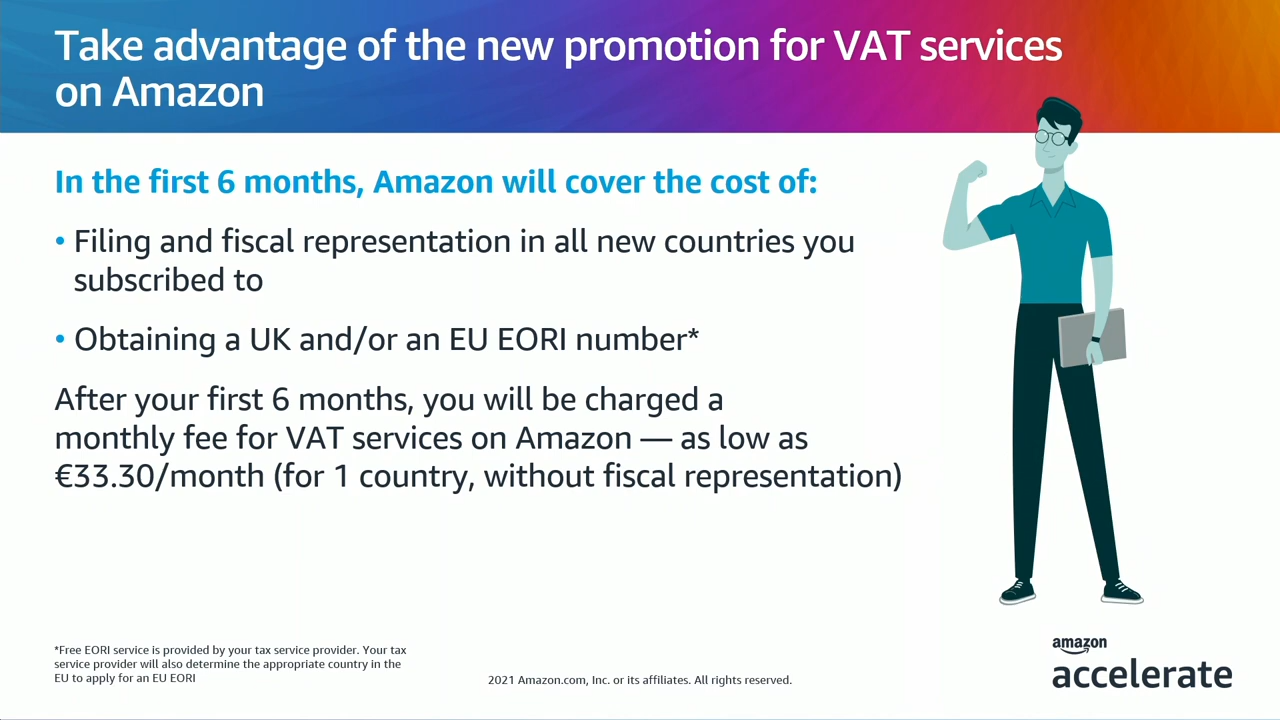 Take advantage of the new promotion for VAT services
on Amazon
In the first 6 months, Amazon will cover the cost of:
• Filing and fiscal representation in all new countries you
subscribed to
• Obtaining a UK and/or an EU EORI number*
After your first 6 months, you will be charged a
monthly fee for VAT services on Amazon — as low as
€33.30/month (for 1 country, without fiscal representation)
*Free EORI service is provided by your tax service provider. Your tax
service provider will also determine the appropriate country in the
EU to apply for an EU EORI
2021 Amazon.com, Inc. or its affiliates. All rights reserved.
amazon
accelerate